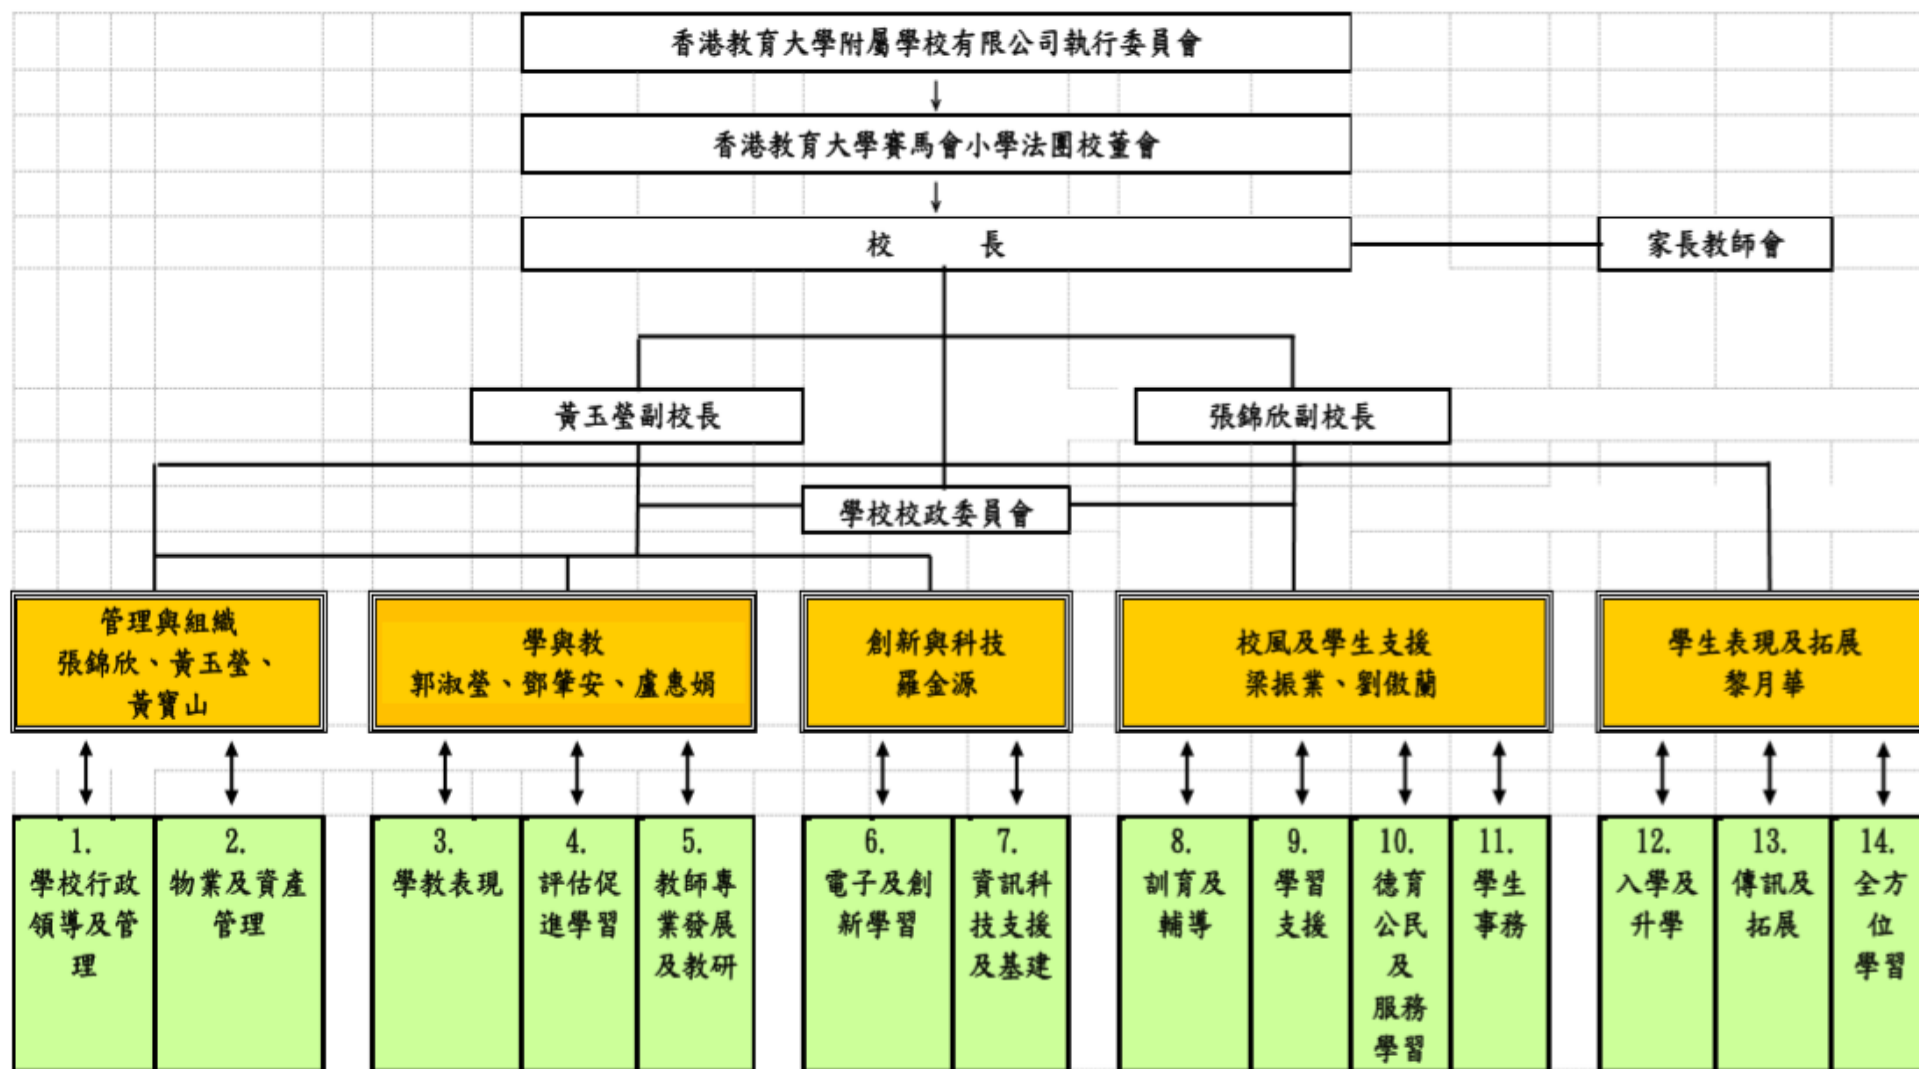 香港教育大學附屬學校有限公司執行委員會
香港教育大學賽馬會小學法團校董會
校 長
家長教師會
黃玉瑩副校長
張錦欣副校長
學校校政委員會
管理與組織
張錦欣、黃玉瑩、
黃寶山
學與教
郭淑瑩、鄧肇安、盧惠娟
創新與科技
羅金源
校風及學生支援
梁振業、劉傲蘭
學生表現及拓展
黎月華
1.
學校行政
領導及管
理
2.
物業及資產
管理
3.
學教表現
4.
評估促
進學習
5.
教師專
業發展
及教研
6.
電子及創
新學習
7.
資訊科
技支援
及基建
8.
訓育及
輔導
9.
學習
支援
10.
德育
公民
及
服務
學習
11.
學生
事務
12.
入學及
升學
13.
傳訊及
拓展
14.
全方
位
學習